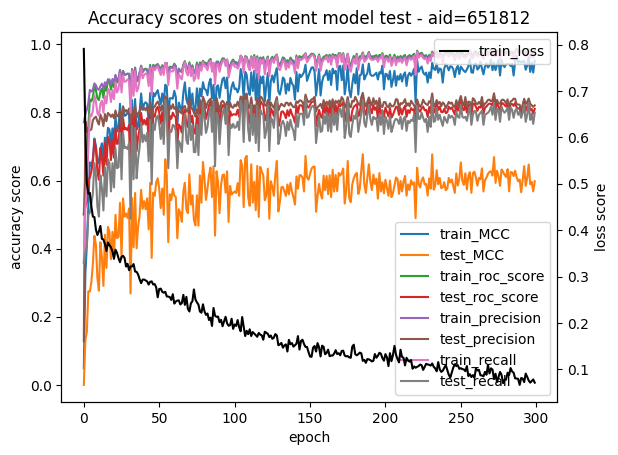 Accuracy scores on student model test - aid=651812
1.0
0.8
0.6
0.4
0.2
0.0
accuracy score
0
50
100
150
200
250
300
epoch
0.8
0.7
0.6
0.5
0.4
0.3
0.2
0.1
loss score
train_loss
train_MCC
test_MCC
train_roc_score
test_roc_score
train_precision
test_precision
train_recall
test_recall